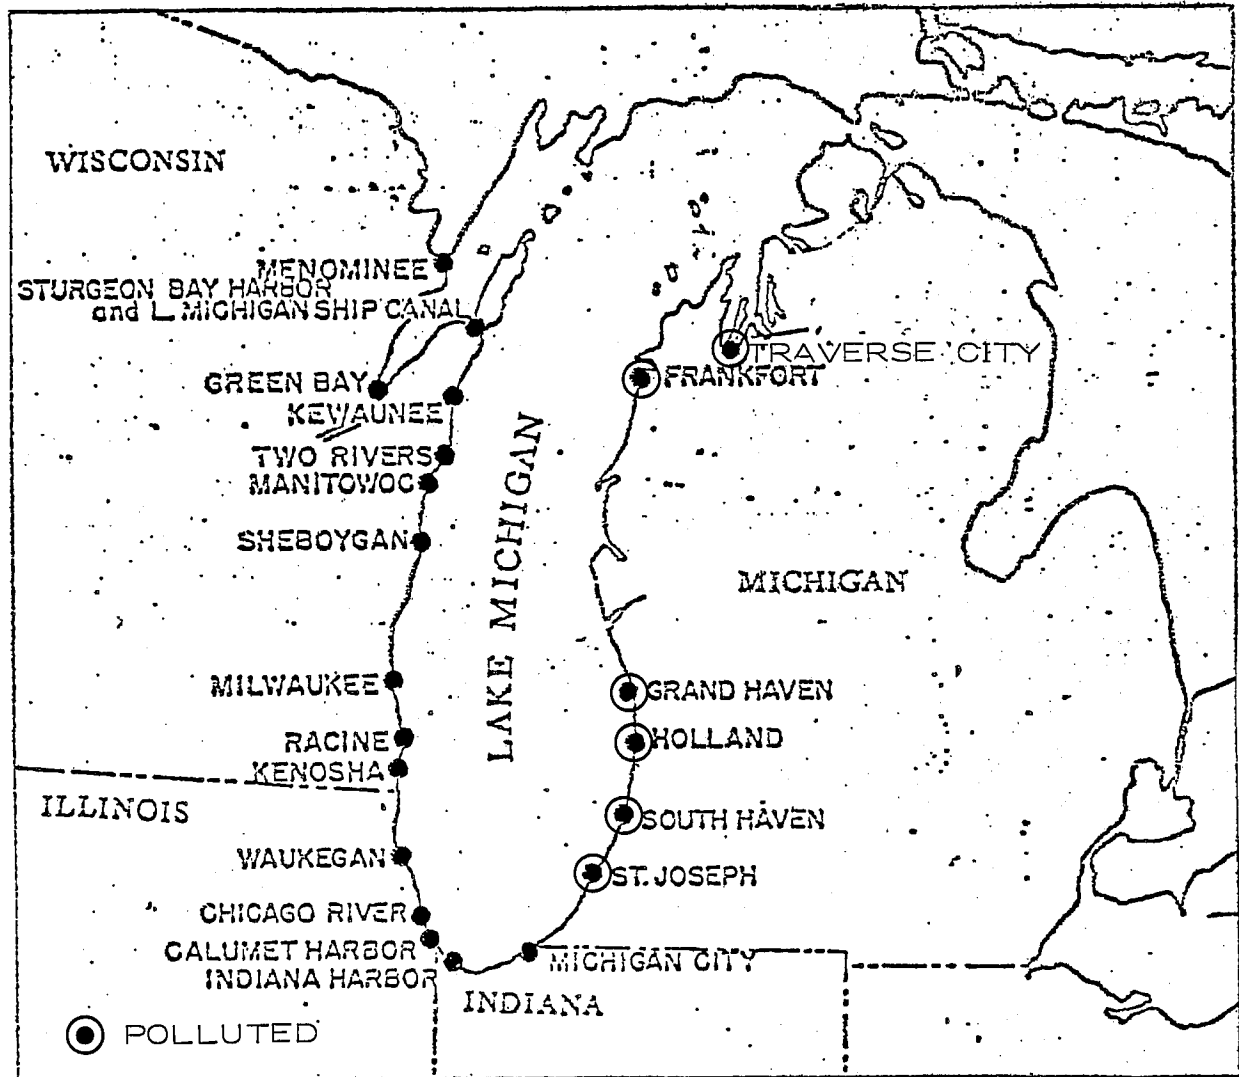 WISCONSIN
MENOMINEE
STURGEON BAY HARBOR
and L MICHIGAN SHIP CANAL
TRAVERSE CITY
GREEN BAY
FRANKFORT
KEWAUNEE
TWO RIVERS
MANITOWOC
LAKE MICHIGAN
SHEBOYGAN
MICHIGAN
MILWAUKEE
GRAND HAVEN
RACINE
HOLLAND
KENOSHA
ILLINOIS
SOUTH HAVEN
WAUKEGAN
ST. JOSEPH
CHICAGO RIVER
CALUMET HARBOR
MICHIGAN CITY
INDIANA HARBOR
INDIANA
POLLUTED